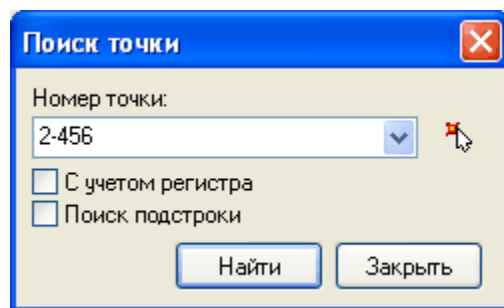 Поиск точки
Номер точки:
2-456
С учетом регистра
Поиск подстроки
Найти Закрыть